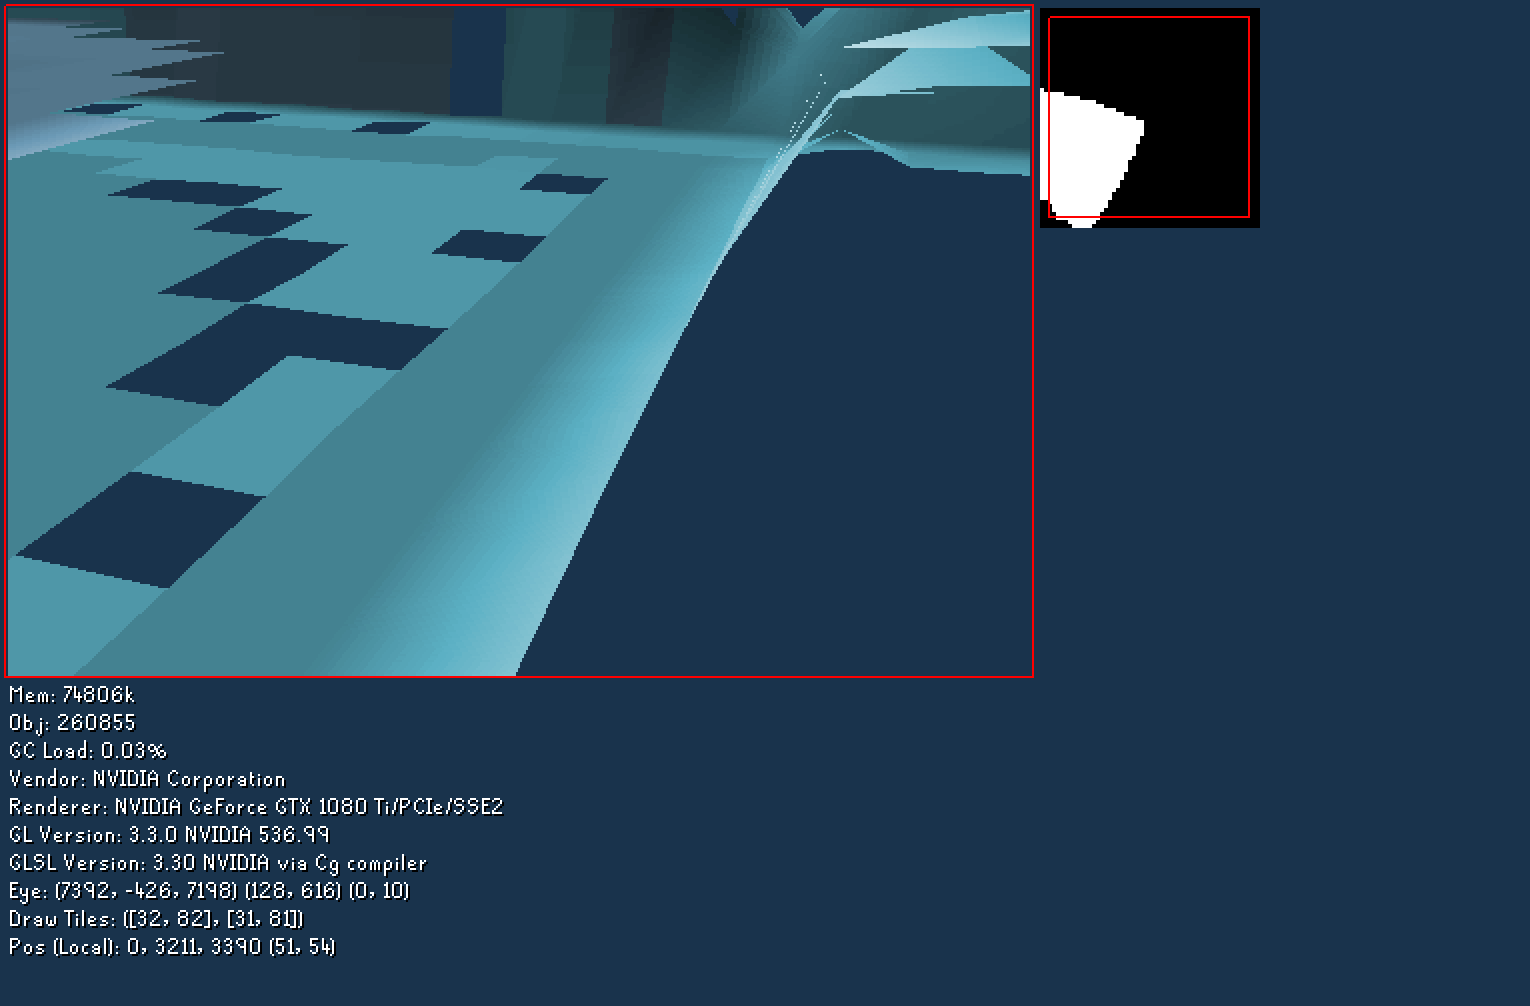 Mem: 74806k
Obj: 260855
GC Load: 0.03%
Vendor: NVIDIA Corporation
Renderer: NVIDIA GeForce GTX 1080 Ti/PCIe/SSE2
GL Version: 3.3.0 NVIDIA 536.99
GLSL Version: 3.30 NVIDIA via Cg compiler
Eye: (7392, -426, 7198) (128, 616) (0, 10)
Draw Tiles: ([32, 82], [31, 81])
Pos (Local): 0, 3211, 3390 (51, 54)